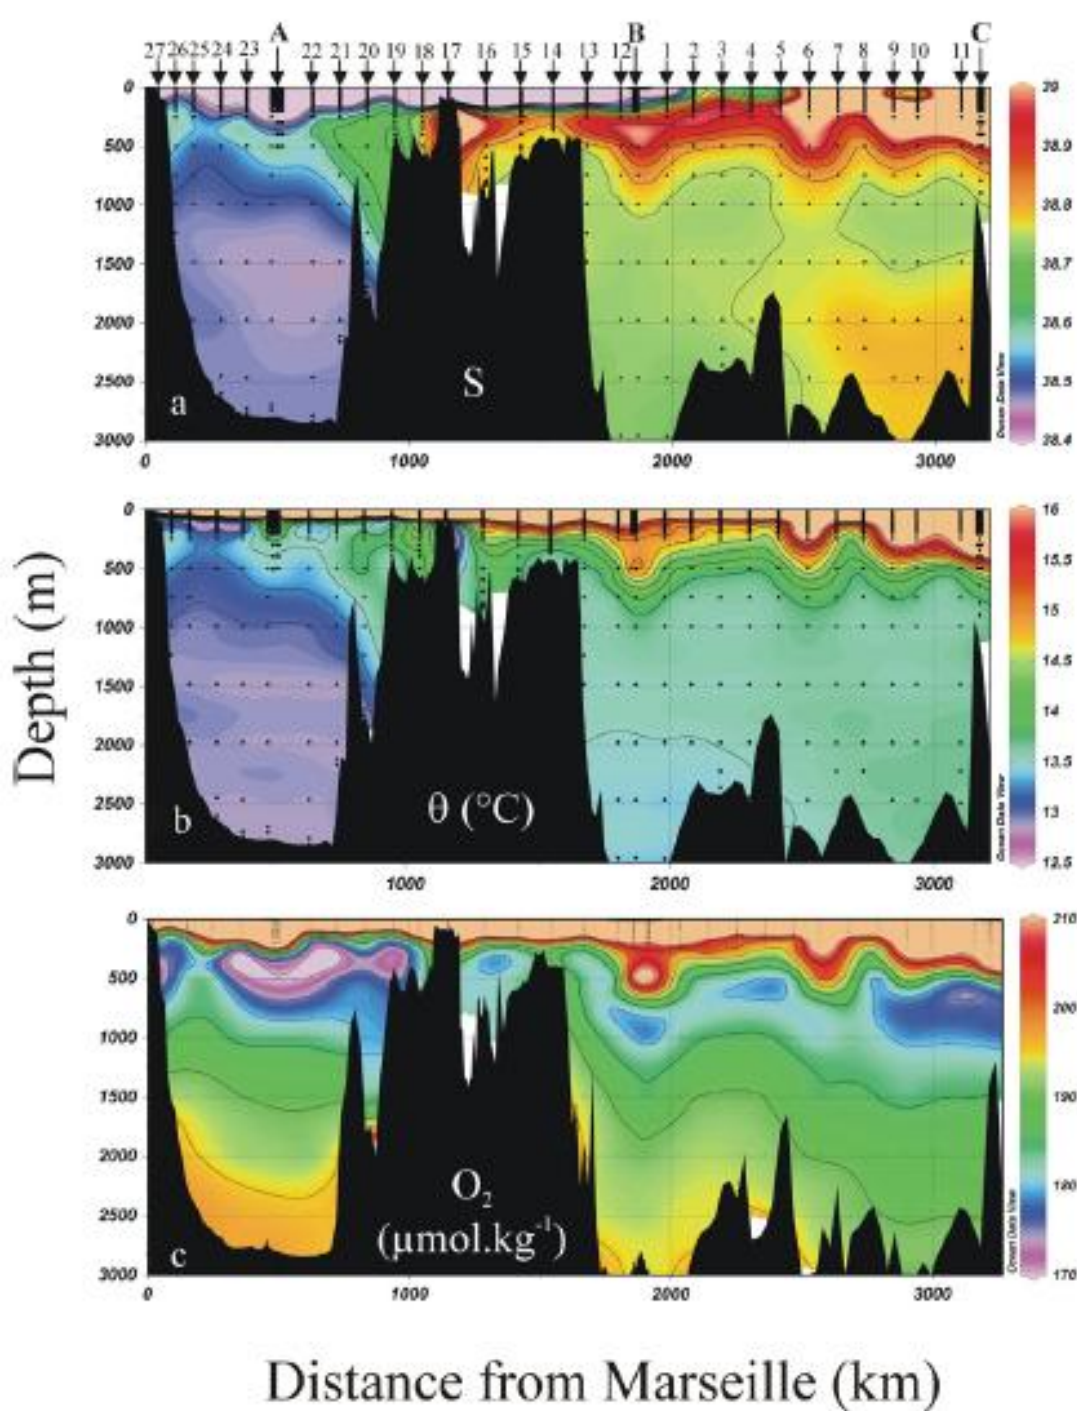 A B C
27 26 25 24 23 22 21 20 19 18 17 16 15 14 13 12 1 2 3 4 5 6 7 8 9 10 11
0
500
1000
1500
2000
2500
3000
0 1000 2000 3000
a
S
39
38.9
38.8
38.7
38.6
38.5
38.4
Ocean Data View
Depth (m)
0
500
1000
1500
2000
2500
3000
1000 2000 3000
b
θ (°C)
16
15.5
15
14.5
14
13.5
13
12.5
Ocean Data View
0
500
1000
1500
2000
2500
3000
0 1000 2000 3000
c
O2
(μmol.kg-1)
210
200
190
180
170
Ocean Data View
Distance from Marseille (km)